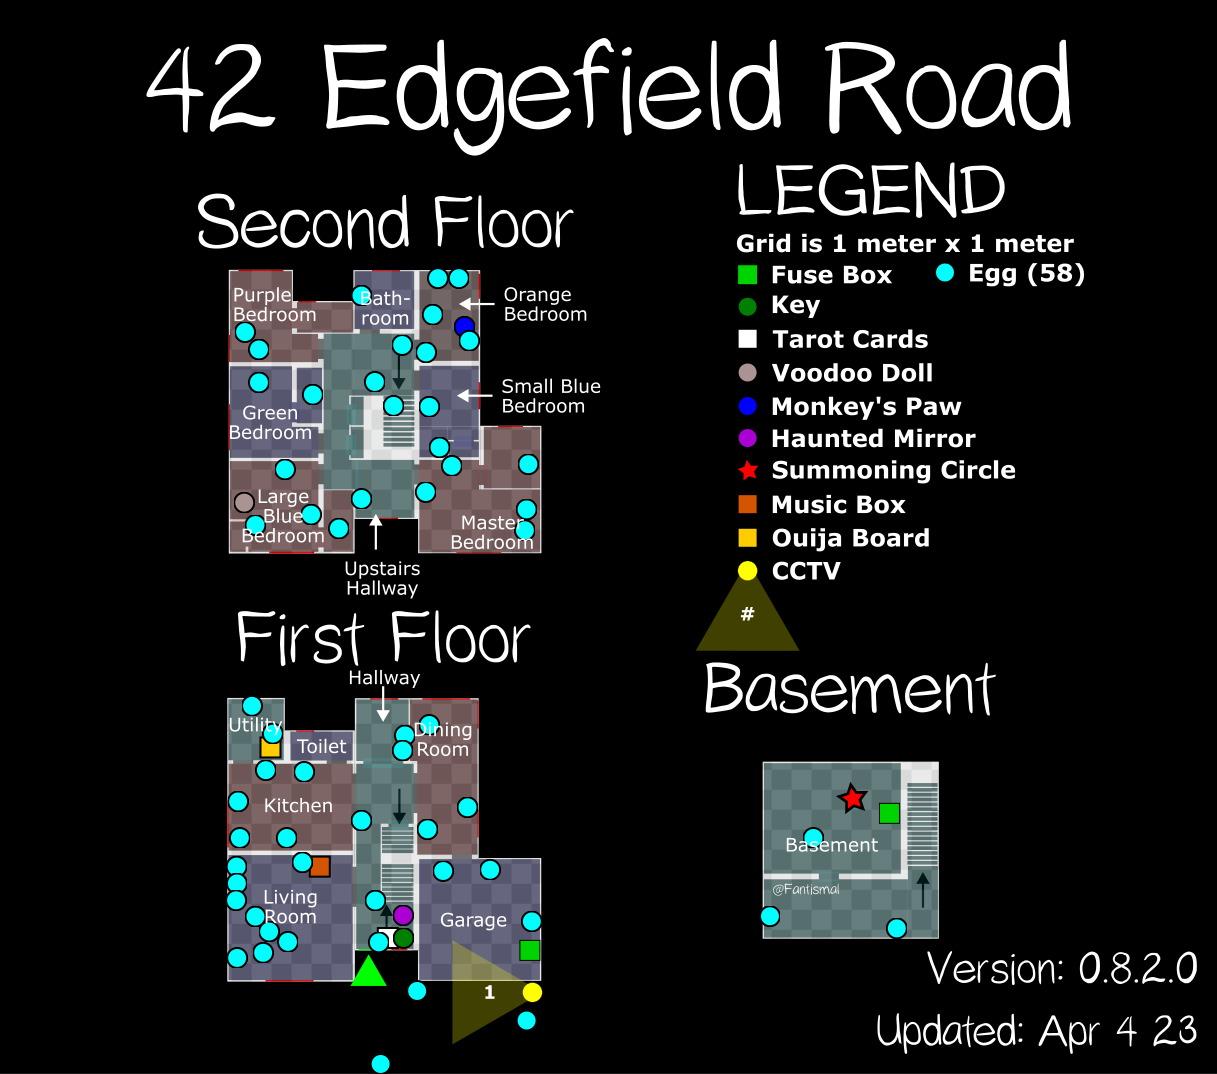 42 Edgefield Road
LEGEND
Grid is 1 meter x 1 meter
Fuse Box
Egg (58)
Key
Tarot Cards
Voodoo Doll
Monkey's Paw
Haunted Mirror
Summoning Circle
Music Box
Ouija Board
CCTV
#
Second Floor
Purple
Bedroom
Bath-
room
Orange
Bedroom
Small Blue
Bedroom
Green
Bedroom
Large
Blue
Bedroom
Master
Bedroom
Upstairs
Hallway
First Floor
Hallway
Utility
Toilet
Dining
Room
Kitchen
Living
Room
Garage
1
Basement
Basement
@Fantismal
Version: 0.8.2.0
Updated: Apr 4 23